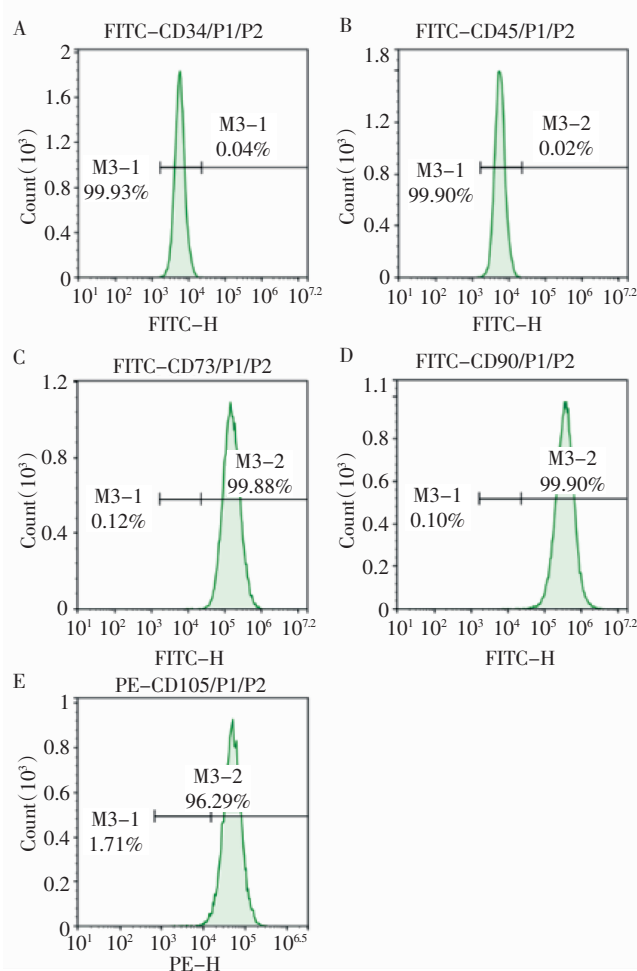 A
FITC-CD34/P1/P2
2
1.6
1.2
0.8
0.4
0
Count(10³)
M3-1
99.93%
M3-1
0.04%
10¹ 10² 10³ 10⁴ 10⁵ 10⁶ 10⁷·²
FITC-H
B
FITC-CD45/P1/P2
1.8
1.2
0.8
0.4
0
Count(10³)
M3-1
99.90%
M3-2
0.02%
10¹ 10² 10³ 10⁴ 10⁵ 10⁶ 10⁷·²
FITC-H
C
FITC-CD73/P1/P2
1.2
0.8
0.4
0
Count(10³)
M3-1
0.12%
M3-2
99.88%
10¹ 10² 10³ 10⁴ 10⁵ 10⁶ 10⁷·²
FITC-H
D
FITC-CD90/P1/P2
1.1
0.8
0.6
0.4
0.2
0
Count(10³)
M3-1
0.10%
M3-2
99.90%
10¹ 10² 10³ 10⁴ 10⁵ 10⁶ 10⁷·²
FITC-H
E
PE-CD105/P1/P2
1
0.8
0.6
0.4
0.2
0
Count(10³)
M3-1
1.71%
M3-2
96.29%
10¹ 10² 10³ 10⁴ 10⁵ 10⁶·⁵
PE-H